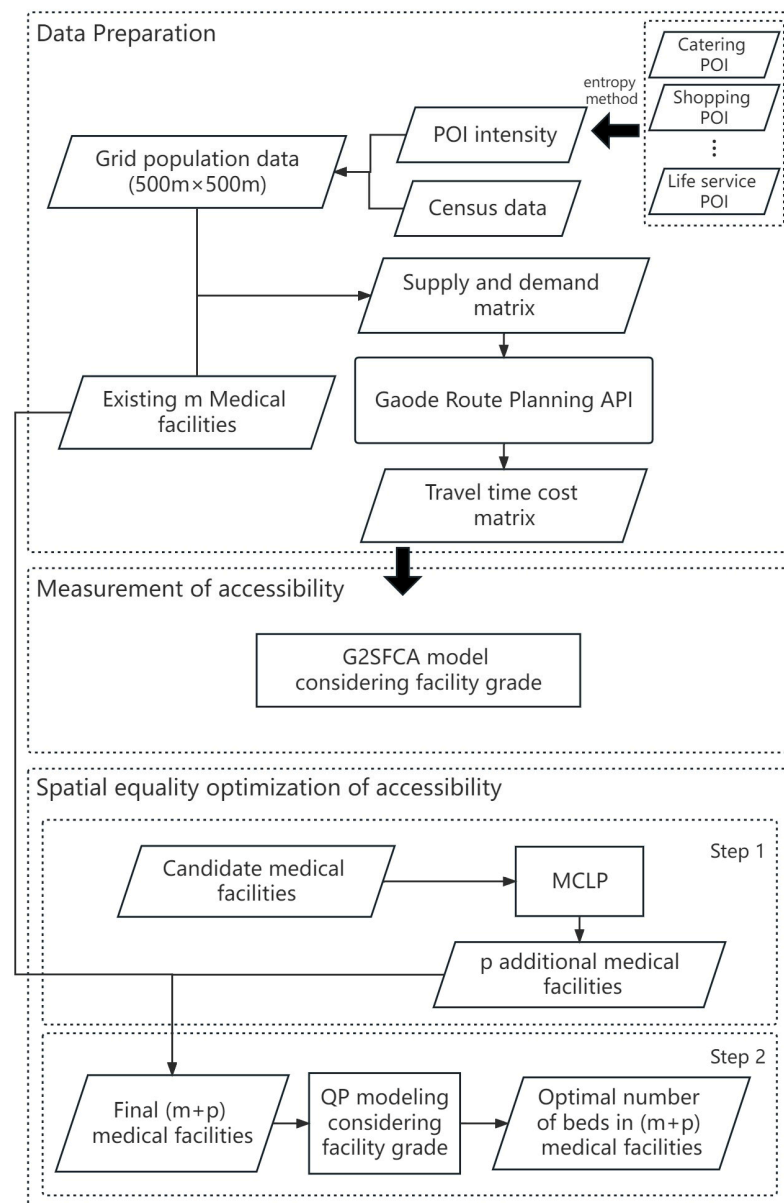 Data Preparation
Catering
POI
entropy
method
Shopping
POI
⋮
Life service
POI
POI intensity
Grid population data
(500m×500m)
Census data
Supply and demand
matrix
Existing m Medical
facilities
Gaode Route Planning API
Travel time cost
matrix
Measurement of accessibility
G2SFCA model
considering facility grade
Spatial equality optimization of accessibility
Step 1
Candidate medical
facilities
MCLP
p additional medical
facilities
Step 2
Final (m+p)
medical facilities
QP modeling
considering
facility grade
Optimal number
of beds in (m+p)
medical facilities